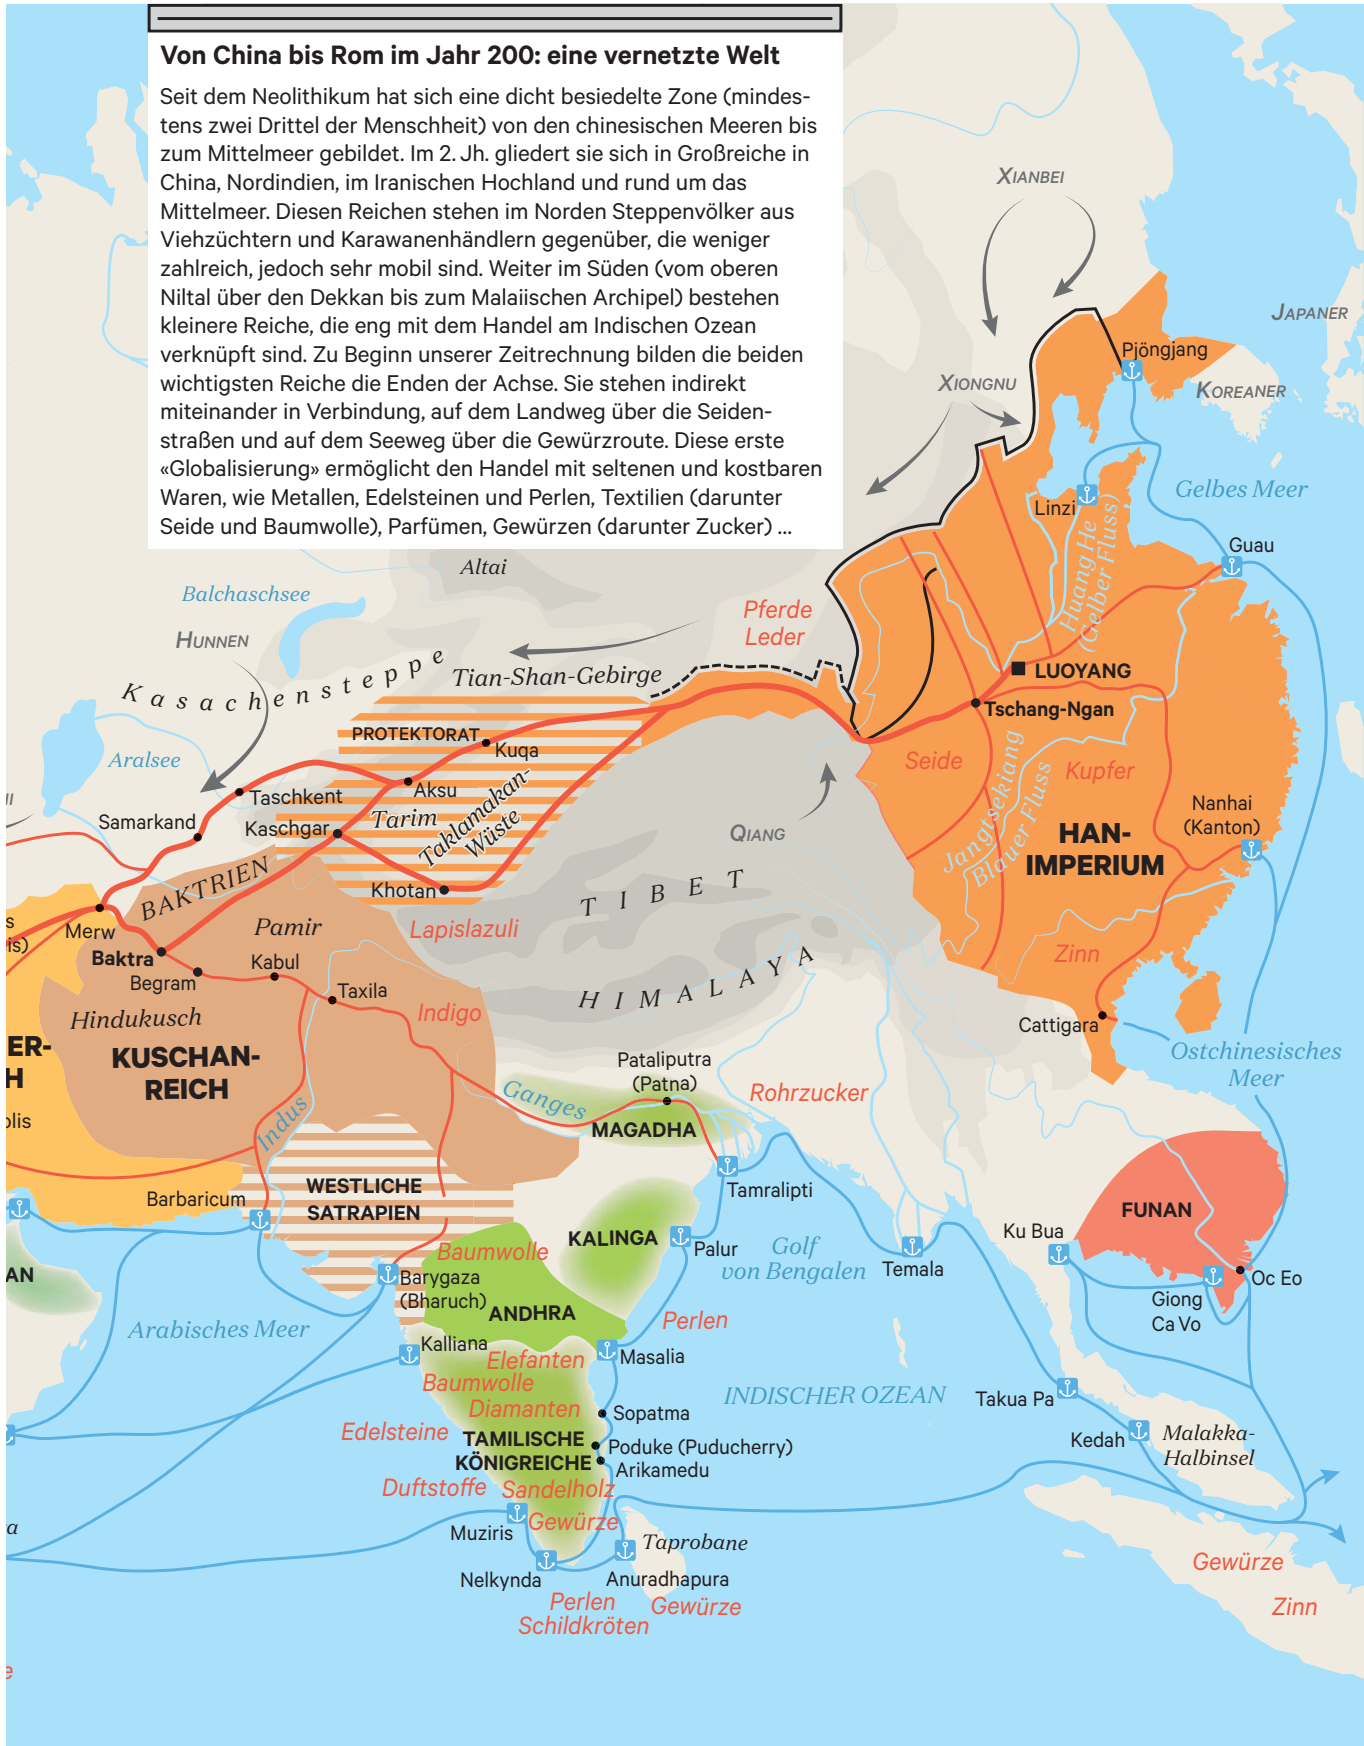 Von China bis Rom im Jahr 200: eine vernetzte Welt
Seit dem Neolithikum hat sich eine dicht besiedelte Zone (mindes-
tens zwei Drittel der Menschheit) von den chinesischen Meeren bis
zum Mittelmeer gebildet. Im 2. Jh. gliedert sie sich in Großreiche in
China, Nordindien, im Iranischen Hochland und rund um das
Mittelmeer. Diesen Reichen stehen im Norden Steppenvölker aus
Viehzüchtern und Karawanenhändlern gegenüber, die weniger
zahlreich, jedoch sehr mobil sind. Weiter im Süden (vom oberen
Niltal über den Dekkan bis zum Malaiischen Archipel) bestehen
kleinere Reiche, die eng mit dem Handel am Indischen Ozean
verknüpft sind. Zu Beginn unserer Zeitrechnung bilden die beiden
wichtigsten Reiche die Enden der Achse. Sie stehen indirekt
miteinander in Verbindung, auf dem Landweg über die Seiden-
straßen und auf dem Seeweg über die Gewürzroute. Diese erste
«Globalisierung» ermöglicht den Handel mit seltenen und kostbaren
Waren, wie Metallen, Edelsteinen und Perlen, Textilien (darunter
Seide und Baumwolle), Parfümen, Gewürzen (darunter Zucker) ...
XIANBEI
JAPANER
Pjöngjang
XIONGNU
KOREANER
Gelbes Meer
Linzi
Huang He
(Gelber Fluss)
Guau
Altai
Balchaschsee
Pferde
Leder
HUNNEN
Kasachensteppe
Tian-Shan-Gebirge
LUOYANG
Tschang-Ngan
PROTEKTORAT
Kuqa
Aralsee
Seide
Kupfer
Jangtsekiang
Blauer Fluss
Aksu
Taschkent
Tarim
Taklamakan-
Wüste
Samarkand
Kaschgar
Nanhai
(Kanton)
QIANG
HAN-
IMPERIUM
BAKTRIEN
Khotan
TIBET
s
is)
Merw
Pamir
Lapislazuli
Zinn
Baktra
Kabul
HIMALAYA
Begram
Taxila
Indigo
Hindukusch
Cattigara
ER-
H
KUSCHAN-
REICH
Ostchinesisches
Meer
Pataliputra
(Patna)
Ganges
Rohrzucker
olis
Indus
MAGADHA
WESTLICHE
SATRAPIEN
Barbaricum
Tamralipti
FUNAN
KALINGA
Ku Bua
Palur
Golf
von Bengalen
Temala
Baumwolle
AN
Barygaza
(Bharuch)
Oc Eo
Giong
Ca Vo
ANDHRA
Perlen
Arabisches Meer
Kalliana
Elefanten
Masalia
Baumwolle
INDISCHER OZEAN
Takua Pa
Diamanten
Sopatma
Edelsteine
TAMILISCHE
KÖNIGREICHE
Poduke (Puducherry)
Arikamedu
Kedah
Malakka-
Halbinsel
Duftstoffe
Sandelholz
Gewürze
Muziris
Taprobane
Gewürze
Nelkynda
Anuradhapura
Perlen
Schildkröten
Gewürze
Zinn
a
e